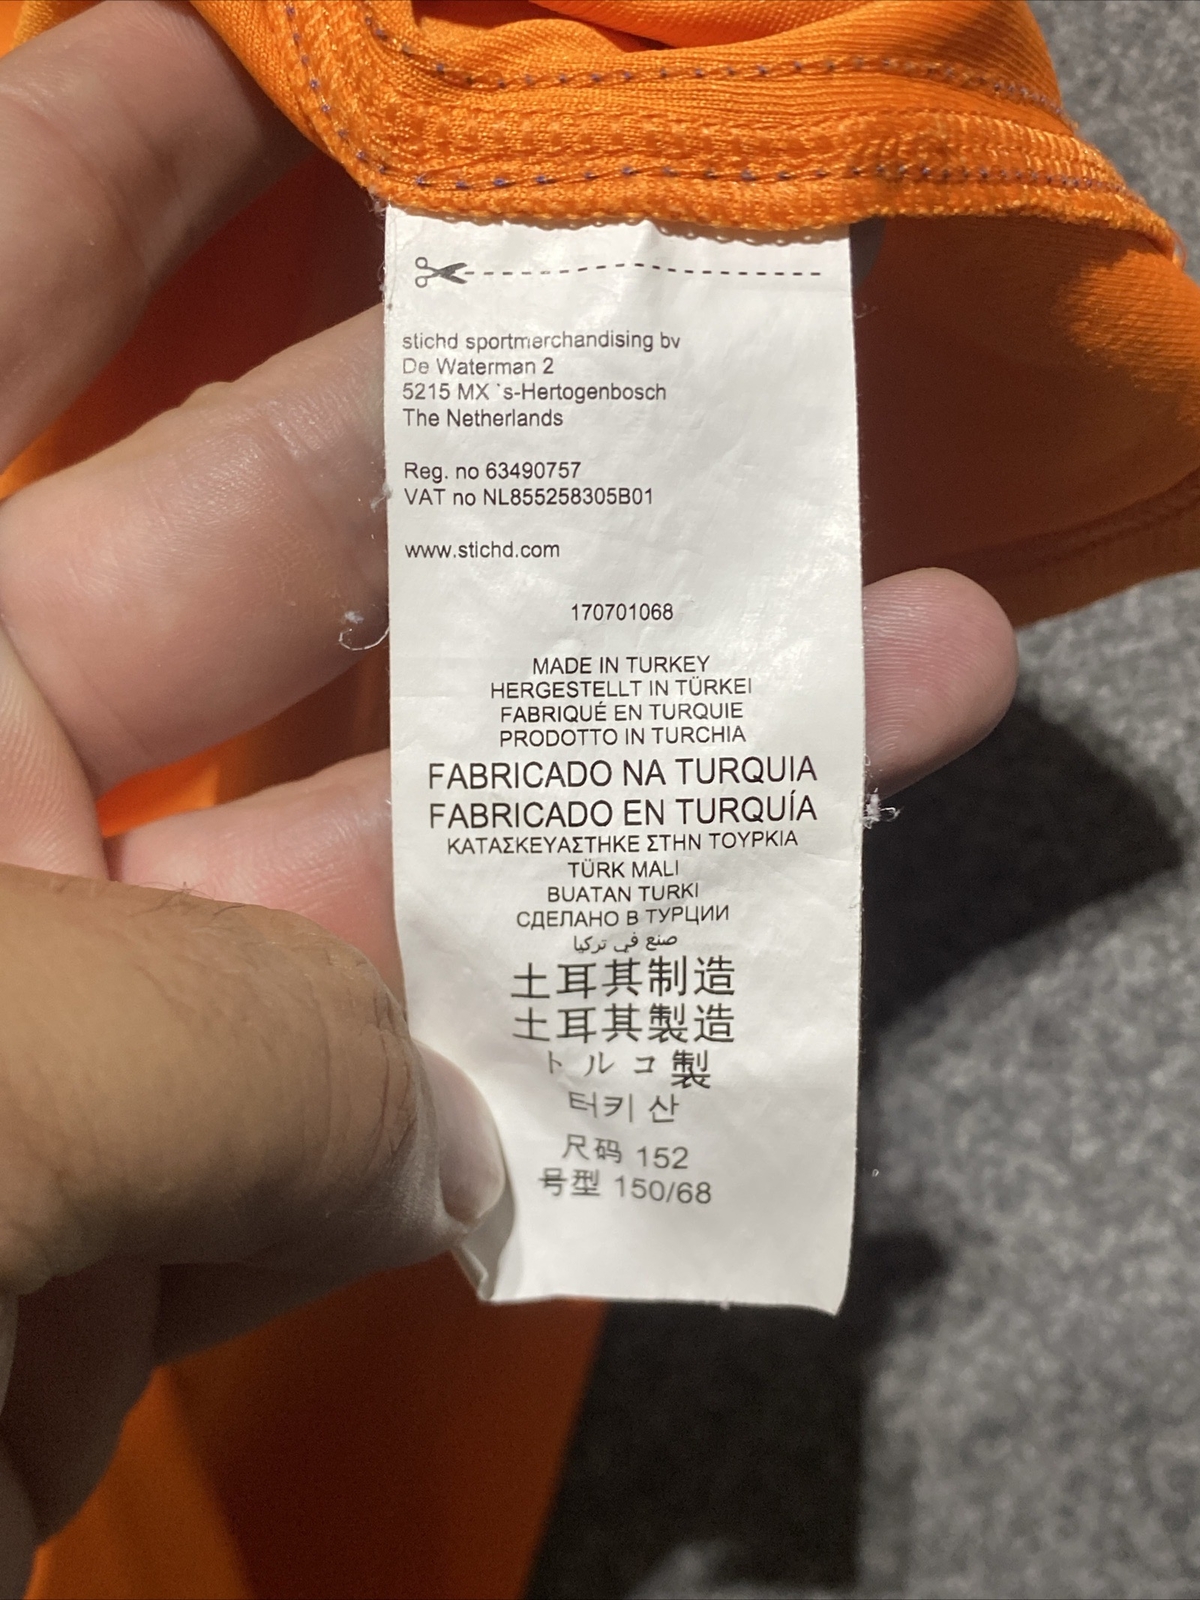 stichd sportmerchandising bv
De Waterman 2
5215 MX `s-Hertogenbosch
The Netherlands
Reg. no 63490757
VAT no NL855258305B01
www.stichd.com
170701068
MADE IN TURKEY
HERGESTELLT IN TÜRKEI
FABRIQUÉ EN TURQUIE
PRODOTTO IN TURCHIA
FABRICADO NA TURQUIA
FABRICADO EN TURQUÍA
ΚΑΤΑΣΚΕΥΑΣΤΗΚΕ ΣΤΗΝ ΤΟΥΡΚΙΑ
TÜRK MALI
BUATAN TURKI
СДЕЛАНО В ТУРЦИИ
صنع في تركيا
土耳其制造
土耳其製造
トルコ製
터키 산
尺码 152
号型 150/68